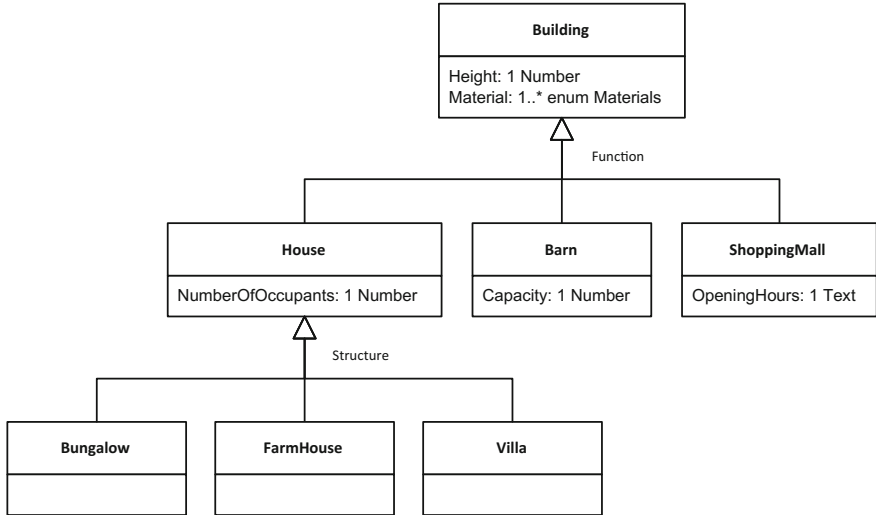 Building
Height: 1 Number
Material: 1..* enum Materials
Function
House
NumberOfOccupants: 1 Number
Barn
Capacity: 1 Number
ShoppingMall
OpeningHours: 1 Text
Structure
Bungalow
FarmHouse
Villa